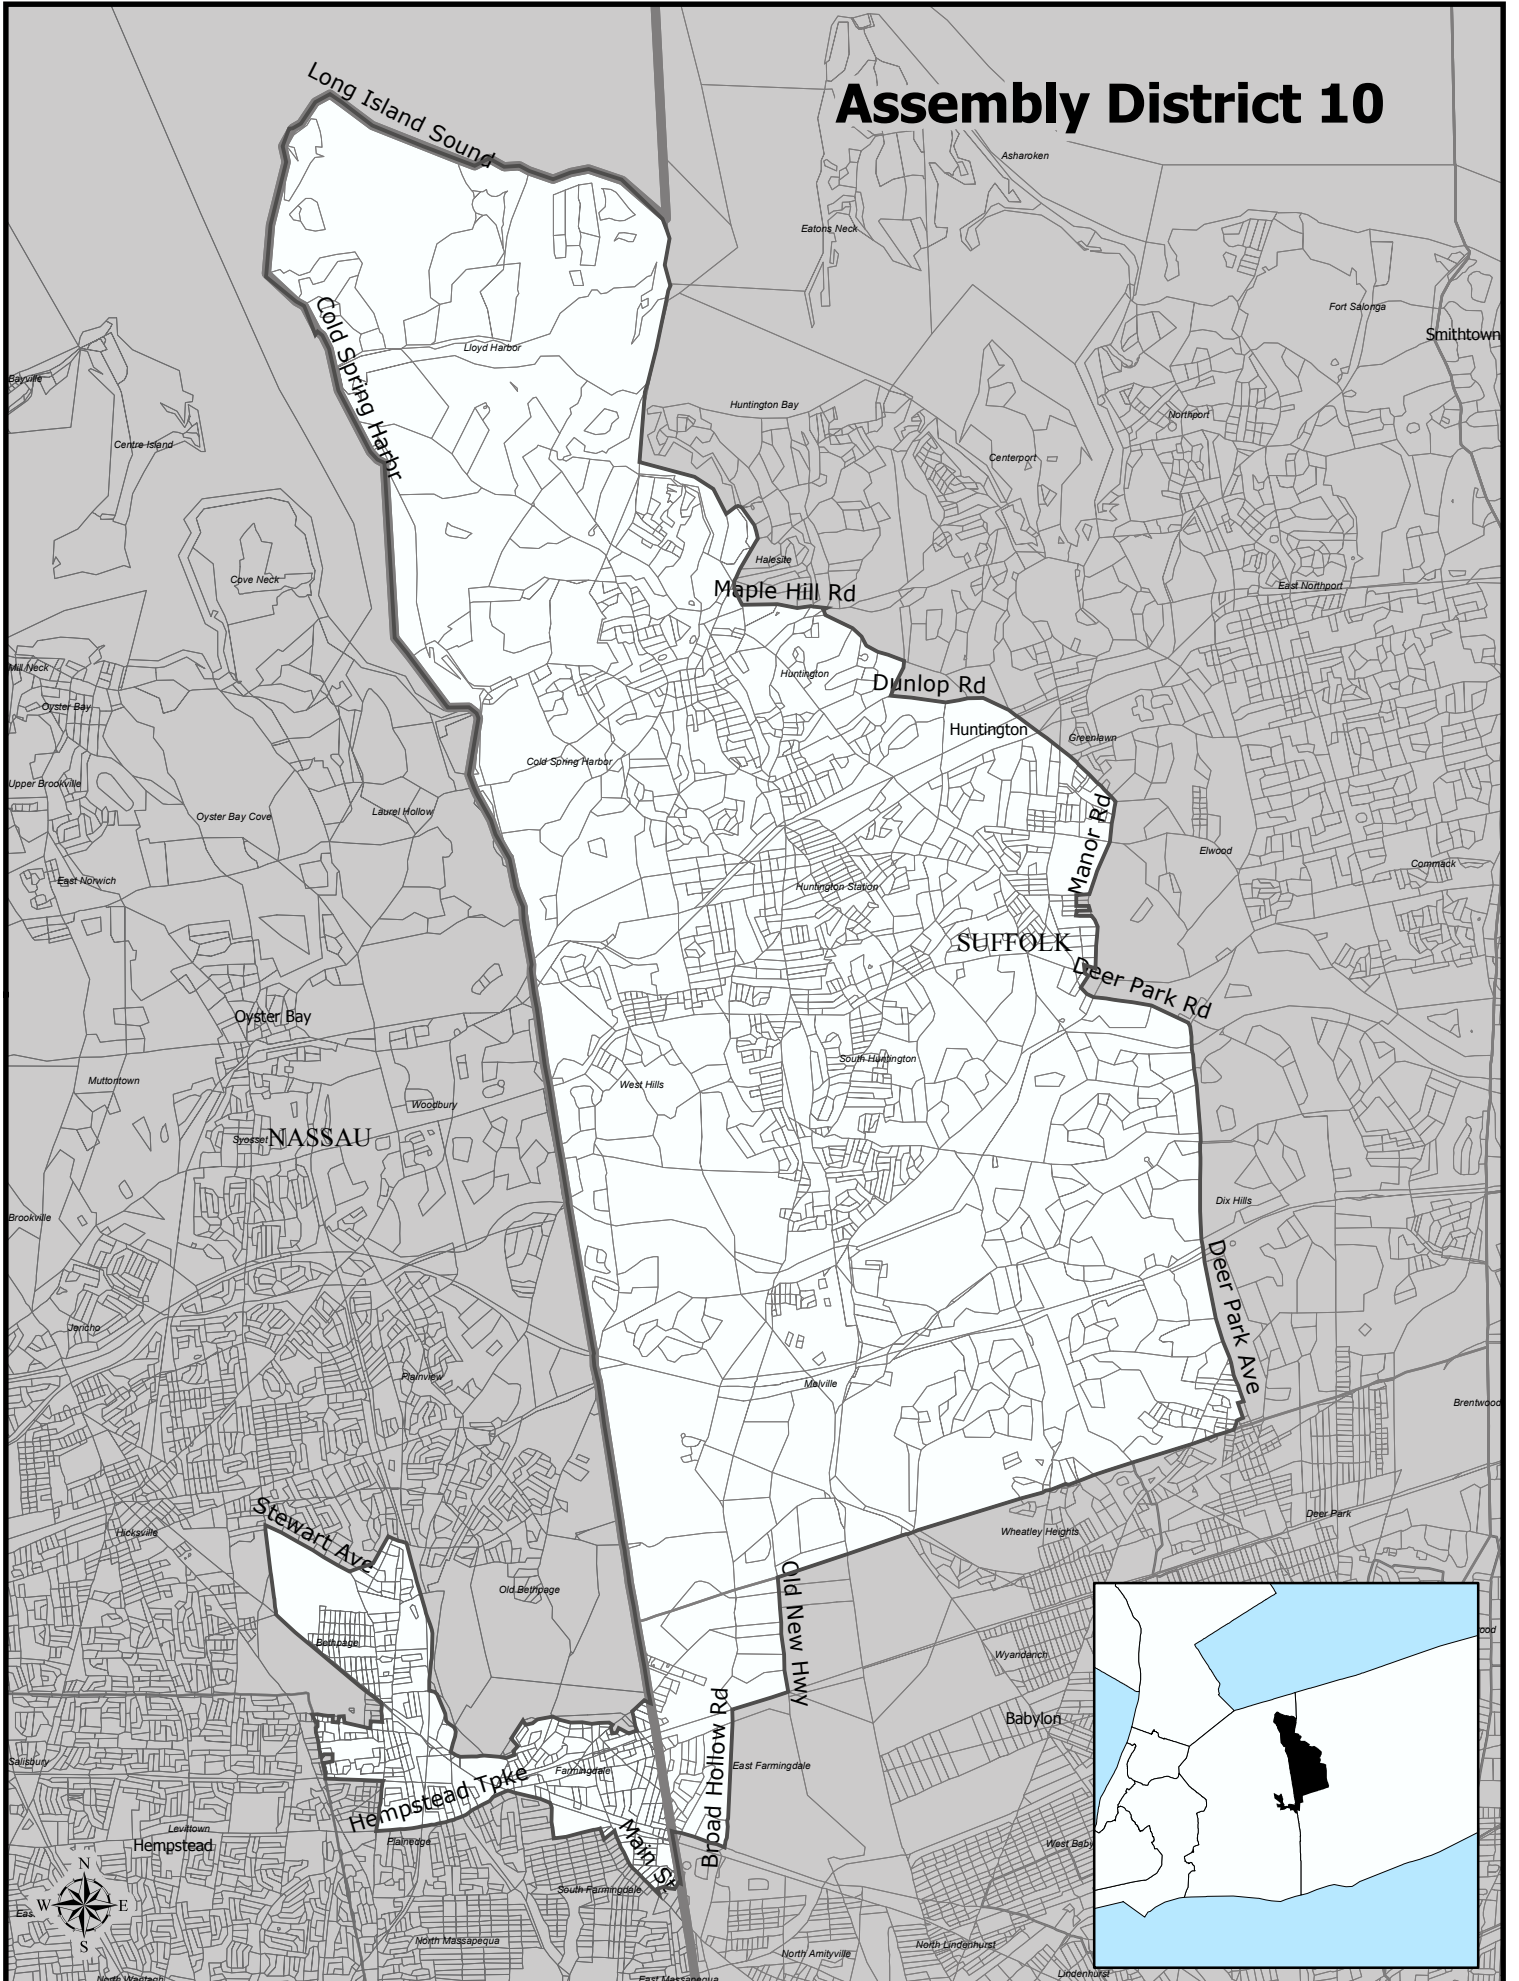 Long Island Sound
Assembly District 10
Asharoken
Eatons Neck
Fort Salonga
Smithtown
Cold Spring Harbr
Lloyd Harbor
Bayville
Huntington Bay
Northport
Centre Island
Centerport
Halesite
Cove Neck
Maple Hill Rd
East Northport
Mill Neck
Huntington
Dunlop Rd
Oyster Bay
Huntington
Greenlawn
Cold Spring Harbor
Upper Brookville
Oyster Bay Cove
Laurel Hollow
Manor Rd
Elwood
Commack
East Norwich
Huntington Station
SUFFOLK
Deer Park Rd
Oyster Bay
South Huntington
Muttontown
West Hills
Woodbury
Syosset
NASSAU
Dix Hills
Brookville
Deer Park Ave
Jericho
Plainview
Melville
Brentwood
Stewart Ave
Hicksville
Deer Park
Wheatley Heights
Old Bethpage
Old New Hwy
Bethpage
ood
Wyandanch
Broad Hollow Rd
Babylon
Salisbury
Farmingdale
East Farmingdale
Hempstead Tpke
Levittown
Hempstead
Plainedge
Main St
West Baby
N
W E
S
South Farmingdale
Eas
North Massapequa
North Amityville
North Lindenhurst
Lindenhurst
North Wantagh
East Massapequa